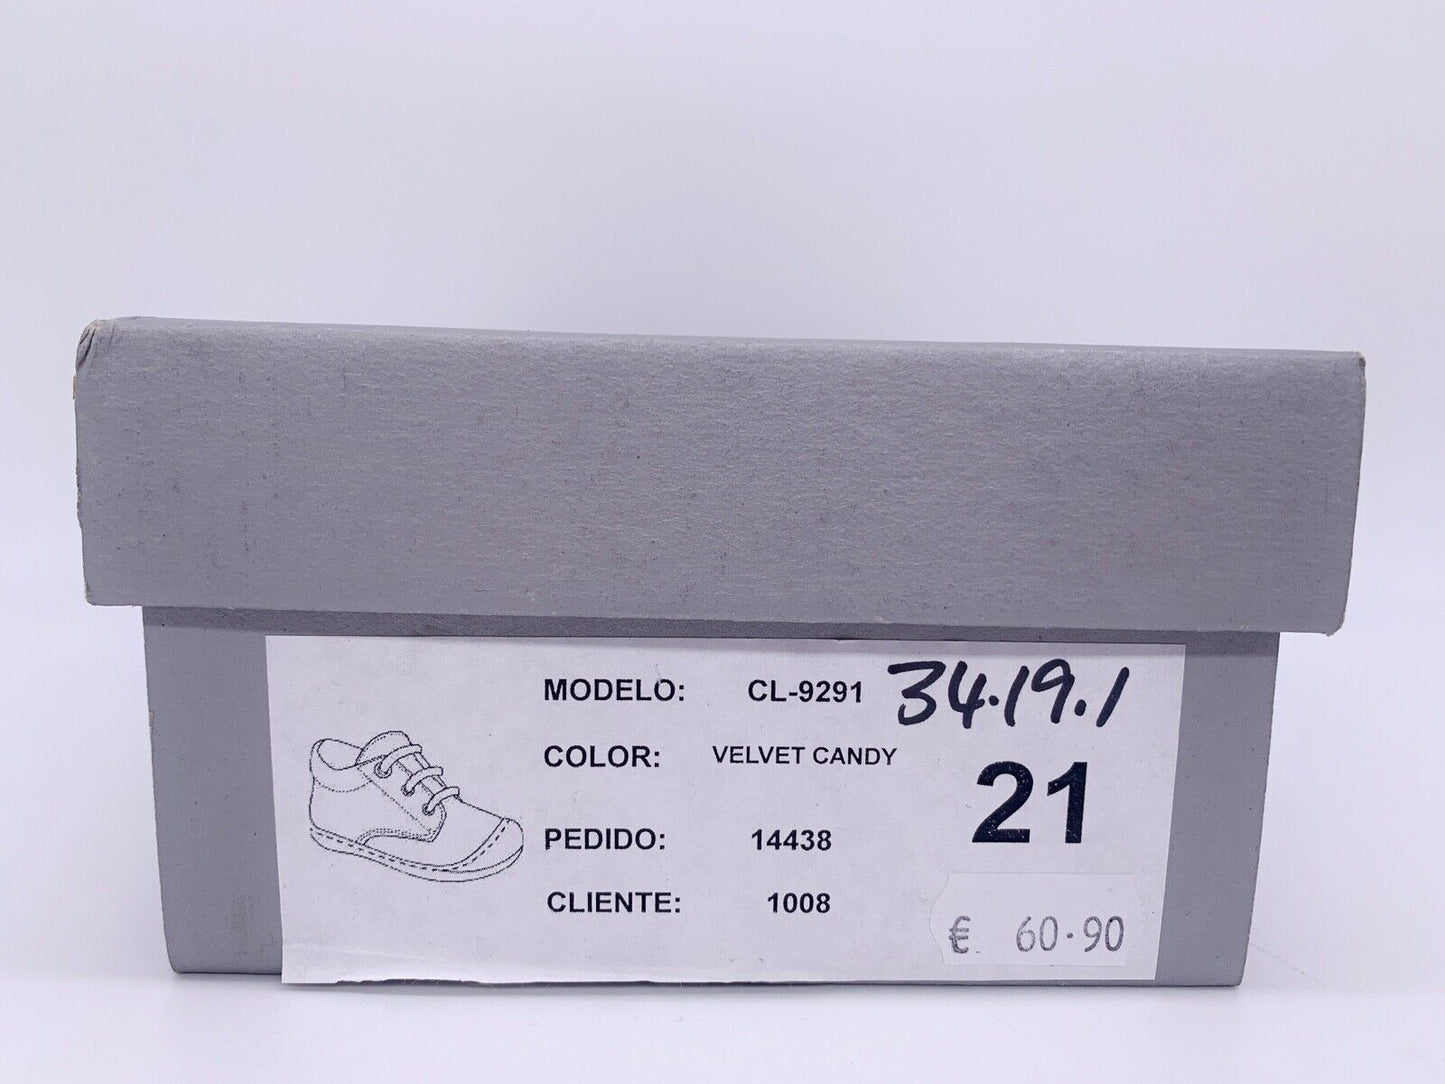 MODELO: CL-9291 34.19.1
COLOR: VELVET CANDY
21
PEDIDO: 14438
CLIENTE: 1008
€ 60.90